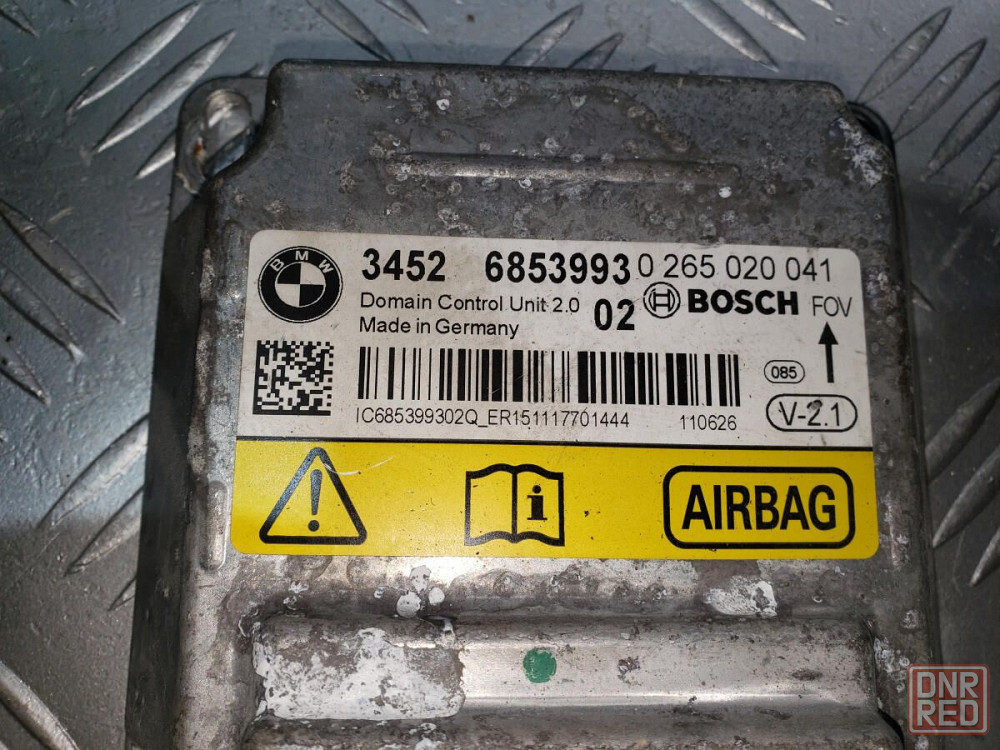 BMW
3452 6853993 0 265 020 041
Domain Control Unit 2.0 02 BOSCH FOV
Made in Germany
085
IC685399302Q_ER151117701444 110626
V-2.1
! i AIRBAG
DNR
RED